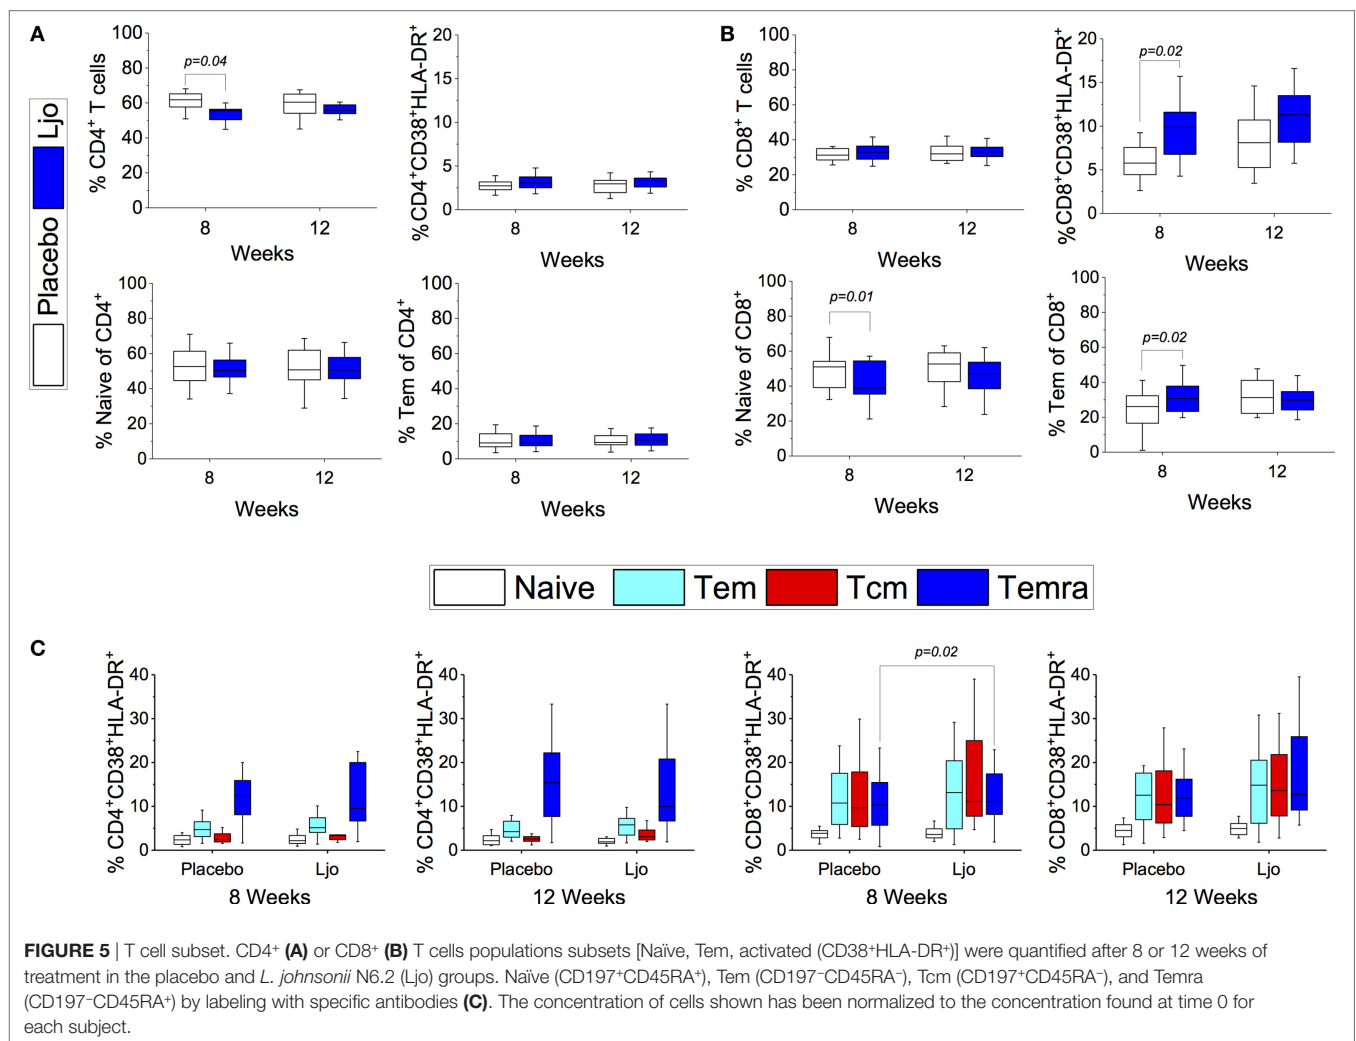 A
B
Placebo Ljo
% CD4+ T cells
100
80
60
40
20
0
p=0.04
8
12
Weeks
%CD4+CD38+HLA-DR+
20
15
10
5
0
8
12
Weeks
% CD8+ T cells
100
80
60
40
20
0
8
12
Weeks
%CD8+CD38+HLA-DR+
20
15
10
5
0
p=0.02
8
12
Weeks
% Naive of CD4+
100
80
60
40
20
0
8
12
Weeks
% Tem of CD4+
100
80
60
40
20
0
8
12
Weeks
% Naive of CD8+
100
80
60
40
20
0
p=0.01
8
12
Weeks
% Tem of CD8+
100
80
60
40
20
0
p=0.02
8
12
Weeks
Naive Tem Tcm Temra
C
% CD4+CD38+HLA-DR+
40
30
20
10
0
Placebo
Ljo
8 Weeks
% CD4+CD38+HLA-DR+
40
30
20
10
0
Placebo
Ljo
12 Weeks
% CD8+CD38+HLA-DR+
40
30
20
10
0
p=0.02
Placebo
Ljo
8 Weeks
% CD8+CD38+HLA-DR+
40
30
20
10
0
Placebo
Ljo
12 Weeks
FIGURE 5 | T cell subset. CD4+ (A) or CD8+ (B) T cells populations subsets [Naïve, Tem, activated (CD38+HLA-DR+)] were quantified after 8 or 12 weeks of
treatment in the placebo and L. johnsonii N6.2 (Ljo) groups. Naïve (CD197+CD45RA+), Tem (CD197−CD45RA−), Tcm (CD197+CD45RA−), and Temra
(CD197−CD45RA+) by labeling with specific antibodies (C). The concentration of cells shown has been normalized to the concentration found at time 0 for
each subject.